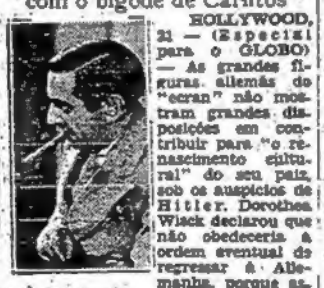 com o bigode de Carlitos
HOLLYWOOD,
21 — (Especial
para o GLOBO)
— As grandes fi-
guras allemãs do
"ecran" não mos-
tram grandes dis-
posições em con-
tribuir para "o re-
nascimento cultu-
ral" do seu paiz,
sob os auspicios de
Hitler. Dorothea
Wieck declarou que
não obedeceria á
ordem eventual de
regressar á Alle-
manha, porque as-